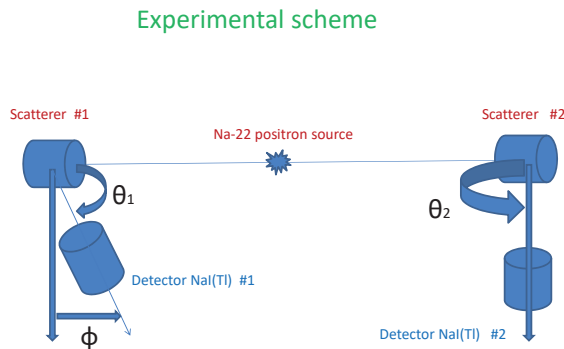 Experimental scheme
Scatterer #1
Scatterer #2
Na-22 positron source
θ1
θ2
Detector NaI(Tl) #1
ϕ
Detector NaI(Tl) #2